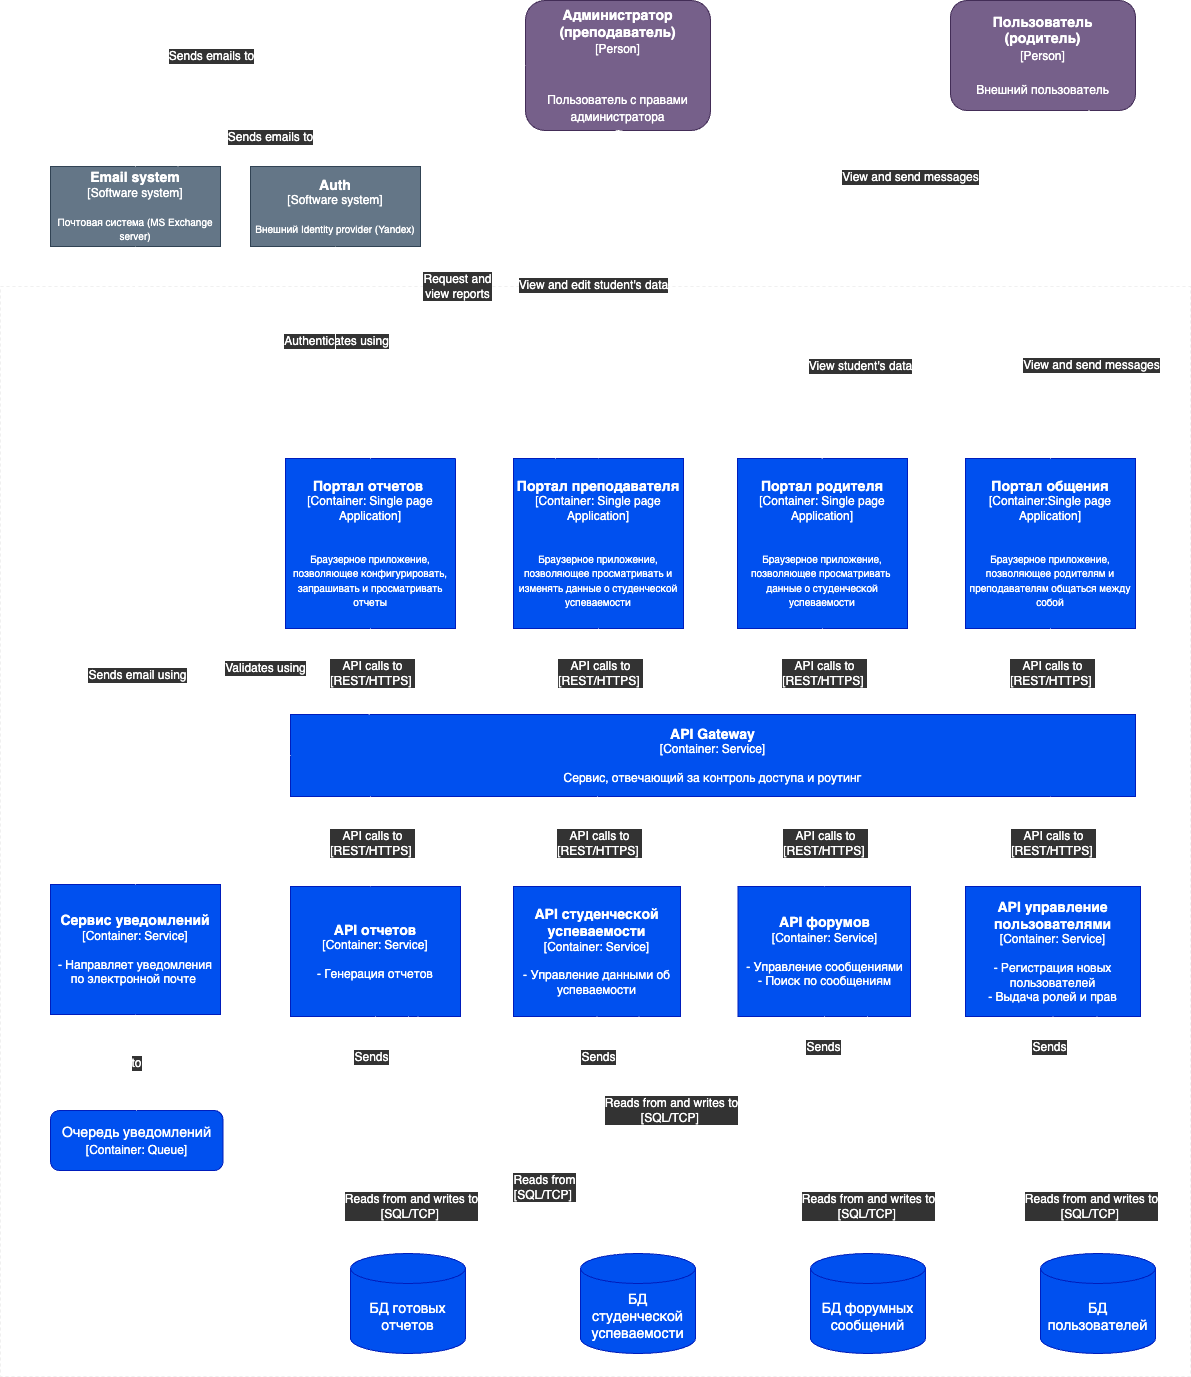 Администратор
(преподаватель)
[Person]
Пользователь с правами
администратора
Пользователь
(родитель)
[Person]
Внешний пользователь
Sends emails to
Sends emails to
Email system
[Software system]
Почтовая система (MS Exchange
server)
Auth
[Software system]
Внешний Identity provider (Yandex)
View and send messages
Request and
view reports
View and edit student's data
Authenticates using
View student's data
View and send messages
Портал отчетов
[Container: Single page
Application]
Браузерное приложение,
позволяющее конфигурировать,
запрашивать и просматривать
отчеты
Портал преподавателя
[Container: Single page
Application]
Браузерное приложение,
позволяющее просматривать и
изменять данные о студенческой
успеваемости
Портал родителя
[Container: Single page
Application]
Браузерное приложение,
позволяющее просматривать
данные о студенческой
успеваемости
Портал общения
[Container:Single page
Application]
Браузерное приложение,
позволяющее родителям и
преподавателям общаться между
собой
Sends email using
Validates using
API calls to
[REST/HTTPS]
API calls to
[REST/HTTPS]
API calls to
[REST/HTTPS]
API calls to
[REST/HTTPS]
API Gateway
[Container: Service]
Сервис, отвечающий за контроль доступа и роутинг
API calls to
[REST/HTTPS]
API calls to
[REST/HTTPS]
API calls to
[REST/HTTPS]
API calls to
[REST/HTTPS]
Сервис уведомлений
[Container: Service]
- Направляет уведомления
по электронной почте
API отчетов
[Container: Service]
- Генерация отчетов
API студенческой
успеваемости
[Container: Service]
- Управление данными об
успеваемости
API форумов
[Container: Service]
- Управление сообщениями
- Поиск по сообщениям
API управление
пользователями
[Container: Service]
- Регистрация новых
пользователей
- Выдача ролей и прав
to
Sends
Sends
Sends
Sends
Reads from and writes to
[SQL/TCP]
Очередь уведомлений
[Container: Queue]
Reads from
[SQL/TCP]
Reads from and writes to
[SQL/TCP]
Reads from and writes to
[SQL/TCP]
Reads from and writes to
[SQL/TCP]
БД готовых
отчетов
БД
студенческой
успеваемости
БД форумных
сообщений
БД
пользователей